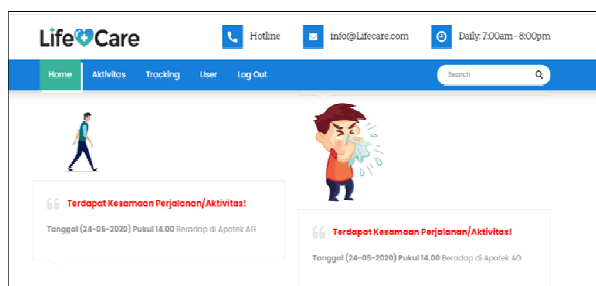 Life Care
Hotline
info@Lifecare.com
Daily: 7:00am - 8:00pm
Home
Aktivitas
Tracking
User
Log Out
Search
Terdapat Kesamaan Perjalanan/Aktivitas!
Tanggal (24-05-2020) Pukul 14.00 Beradap di Apotek AG
Terdapat Kesamaan Perjalanan/Aktivitas!
Tanggal (24-05-2020) Pukul 14.00 Beradap di Apotek AG